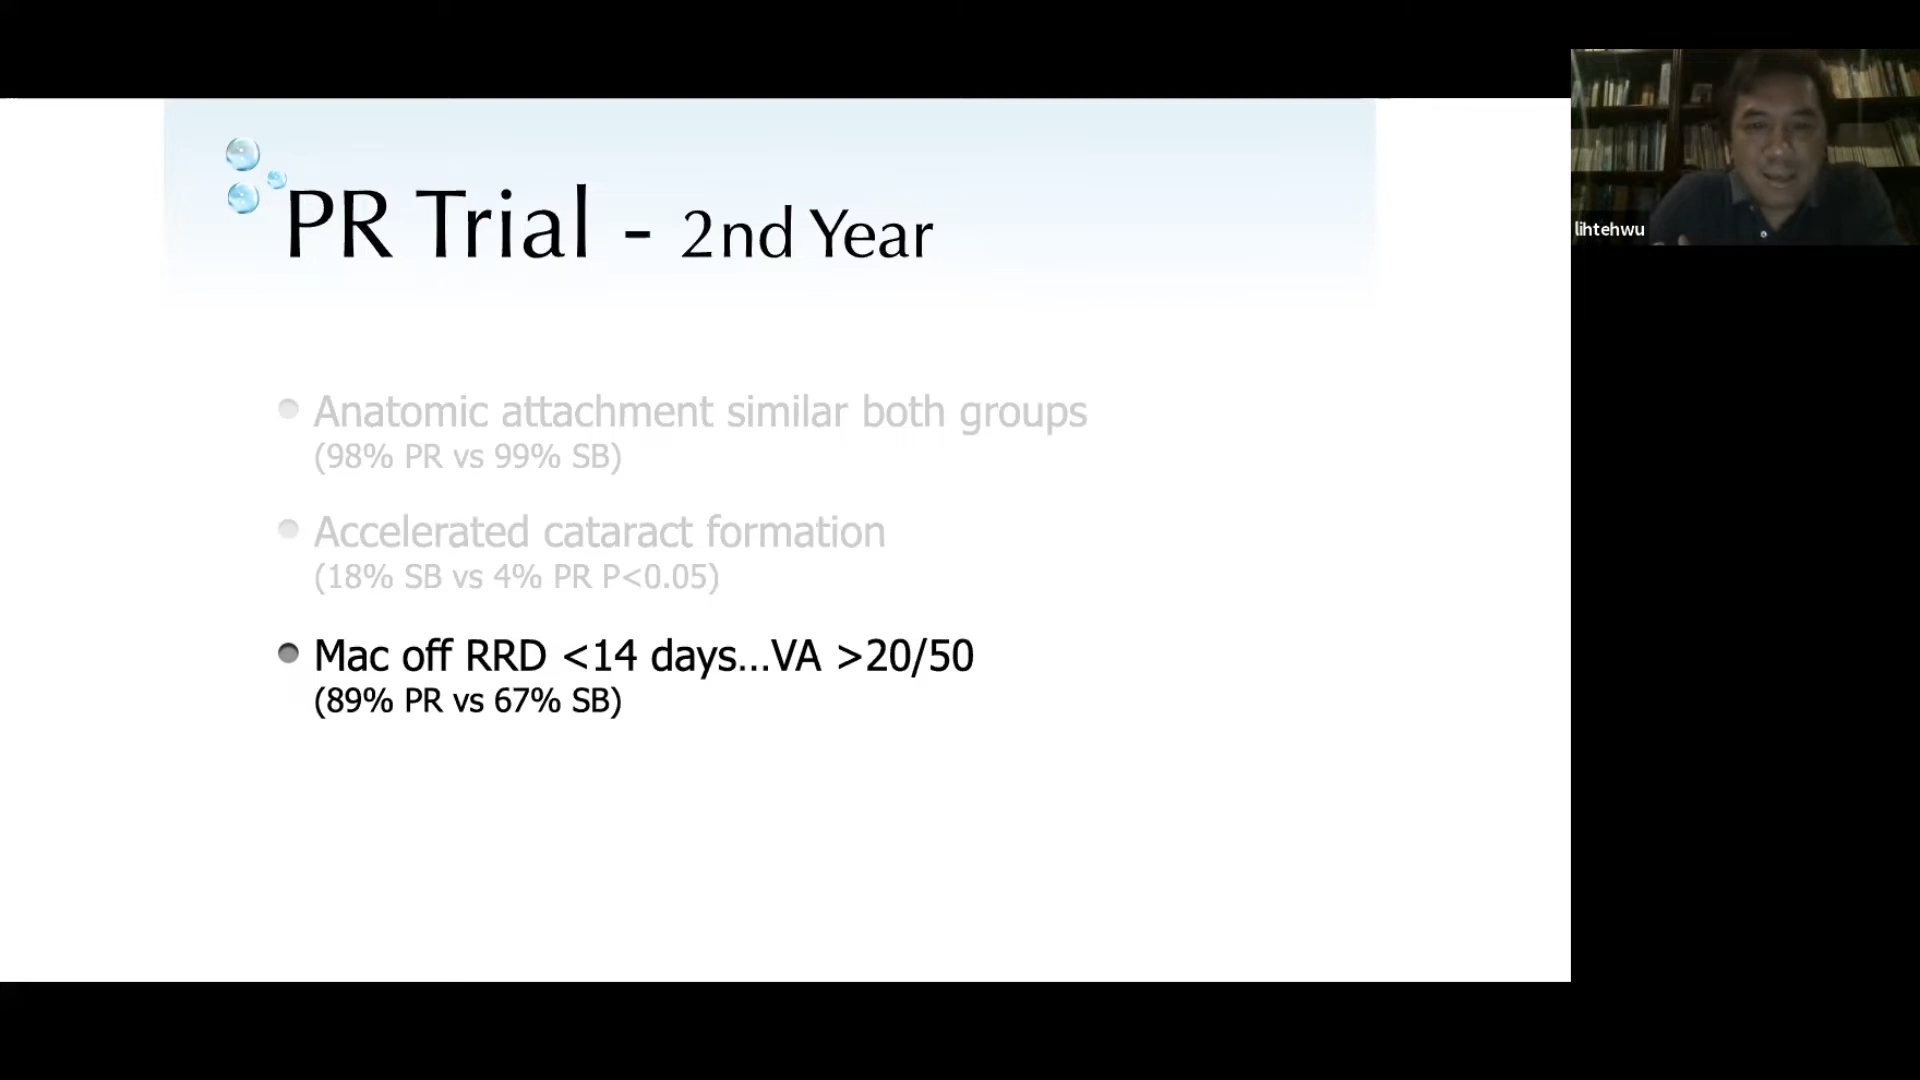 PR Trial - 2nd Year
lihtehwu
Anatomic attachment similar both groups
(98% PR vs 99% SB)
Accelerated cataract formation
(18% SB vs 4% PR P<0.05)
Mac off RRD <14 days...VA >20/50
(89% PR vs 67% SB)